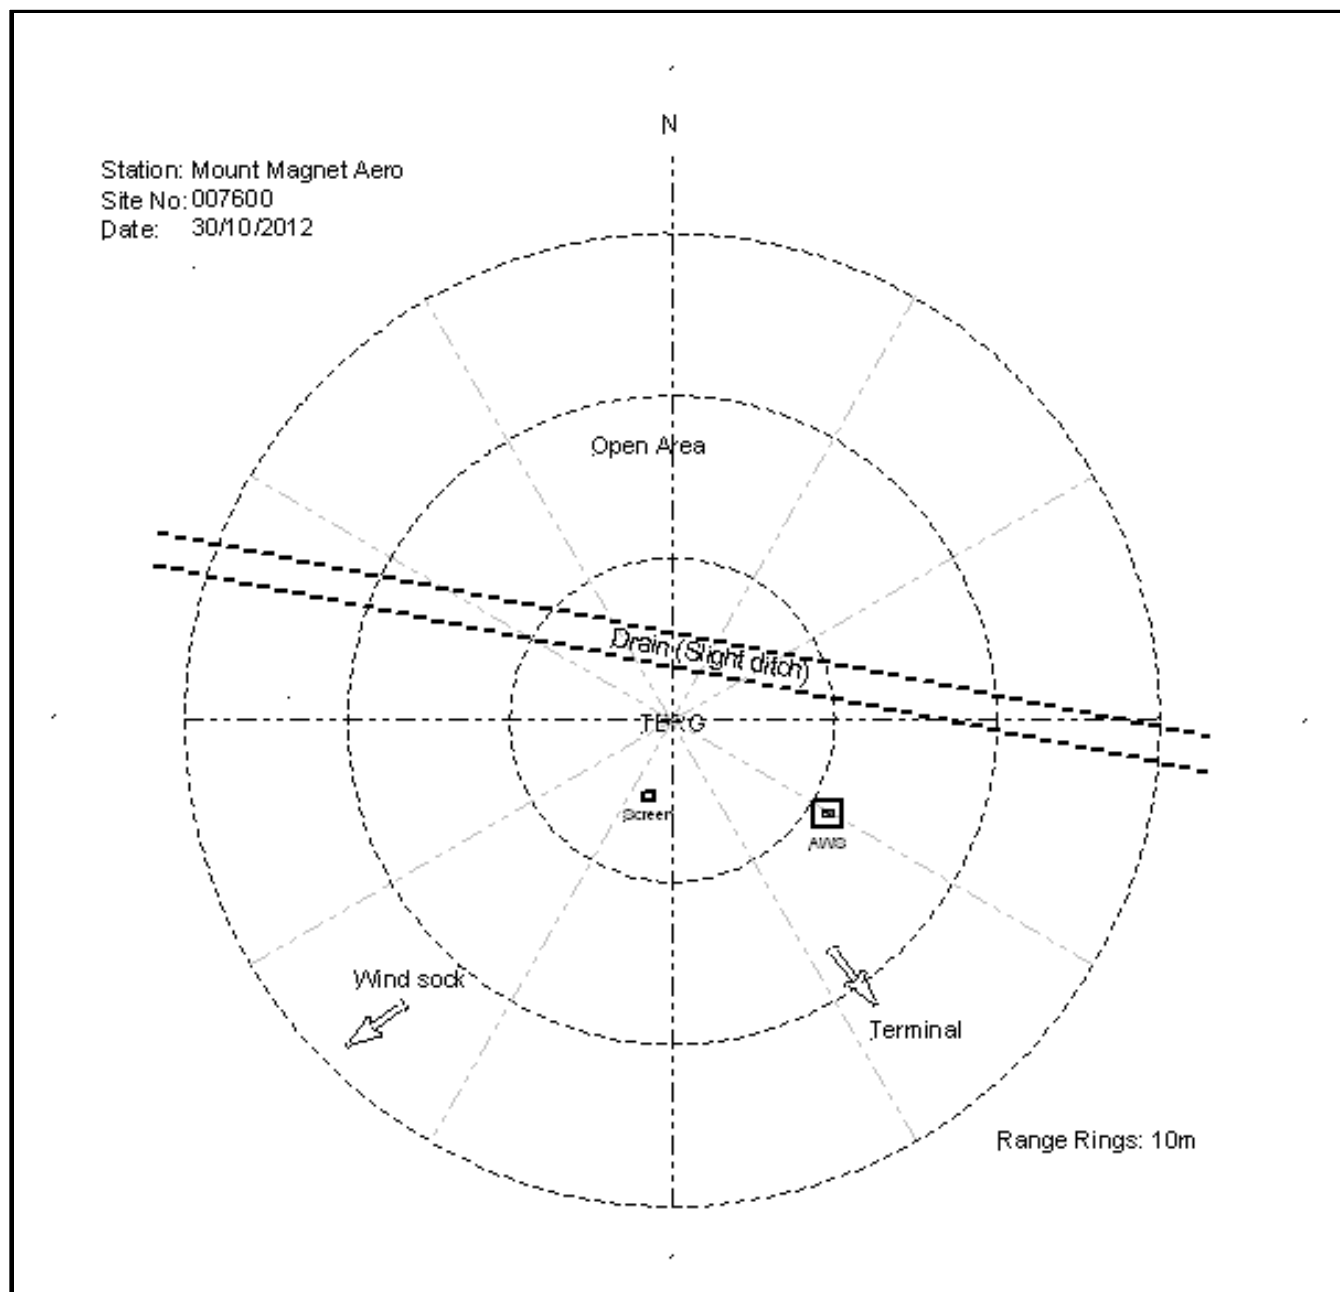 N
Station: Mount Magnet Aero
Site No: 007600
Date: 30/10/2012
Open Area
Drain (Slight ditch)
TBRG
Screen
AWS
Wind sock
Terminal
Range Rings: 10m